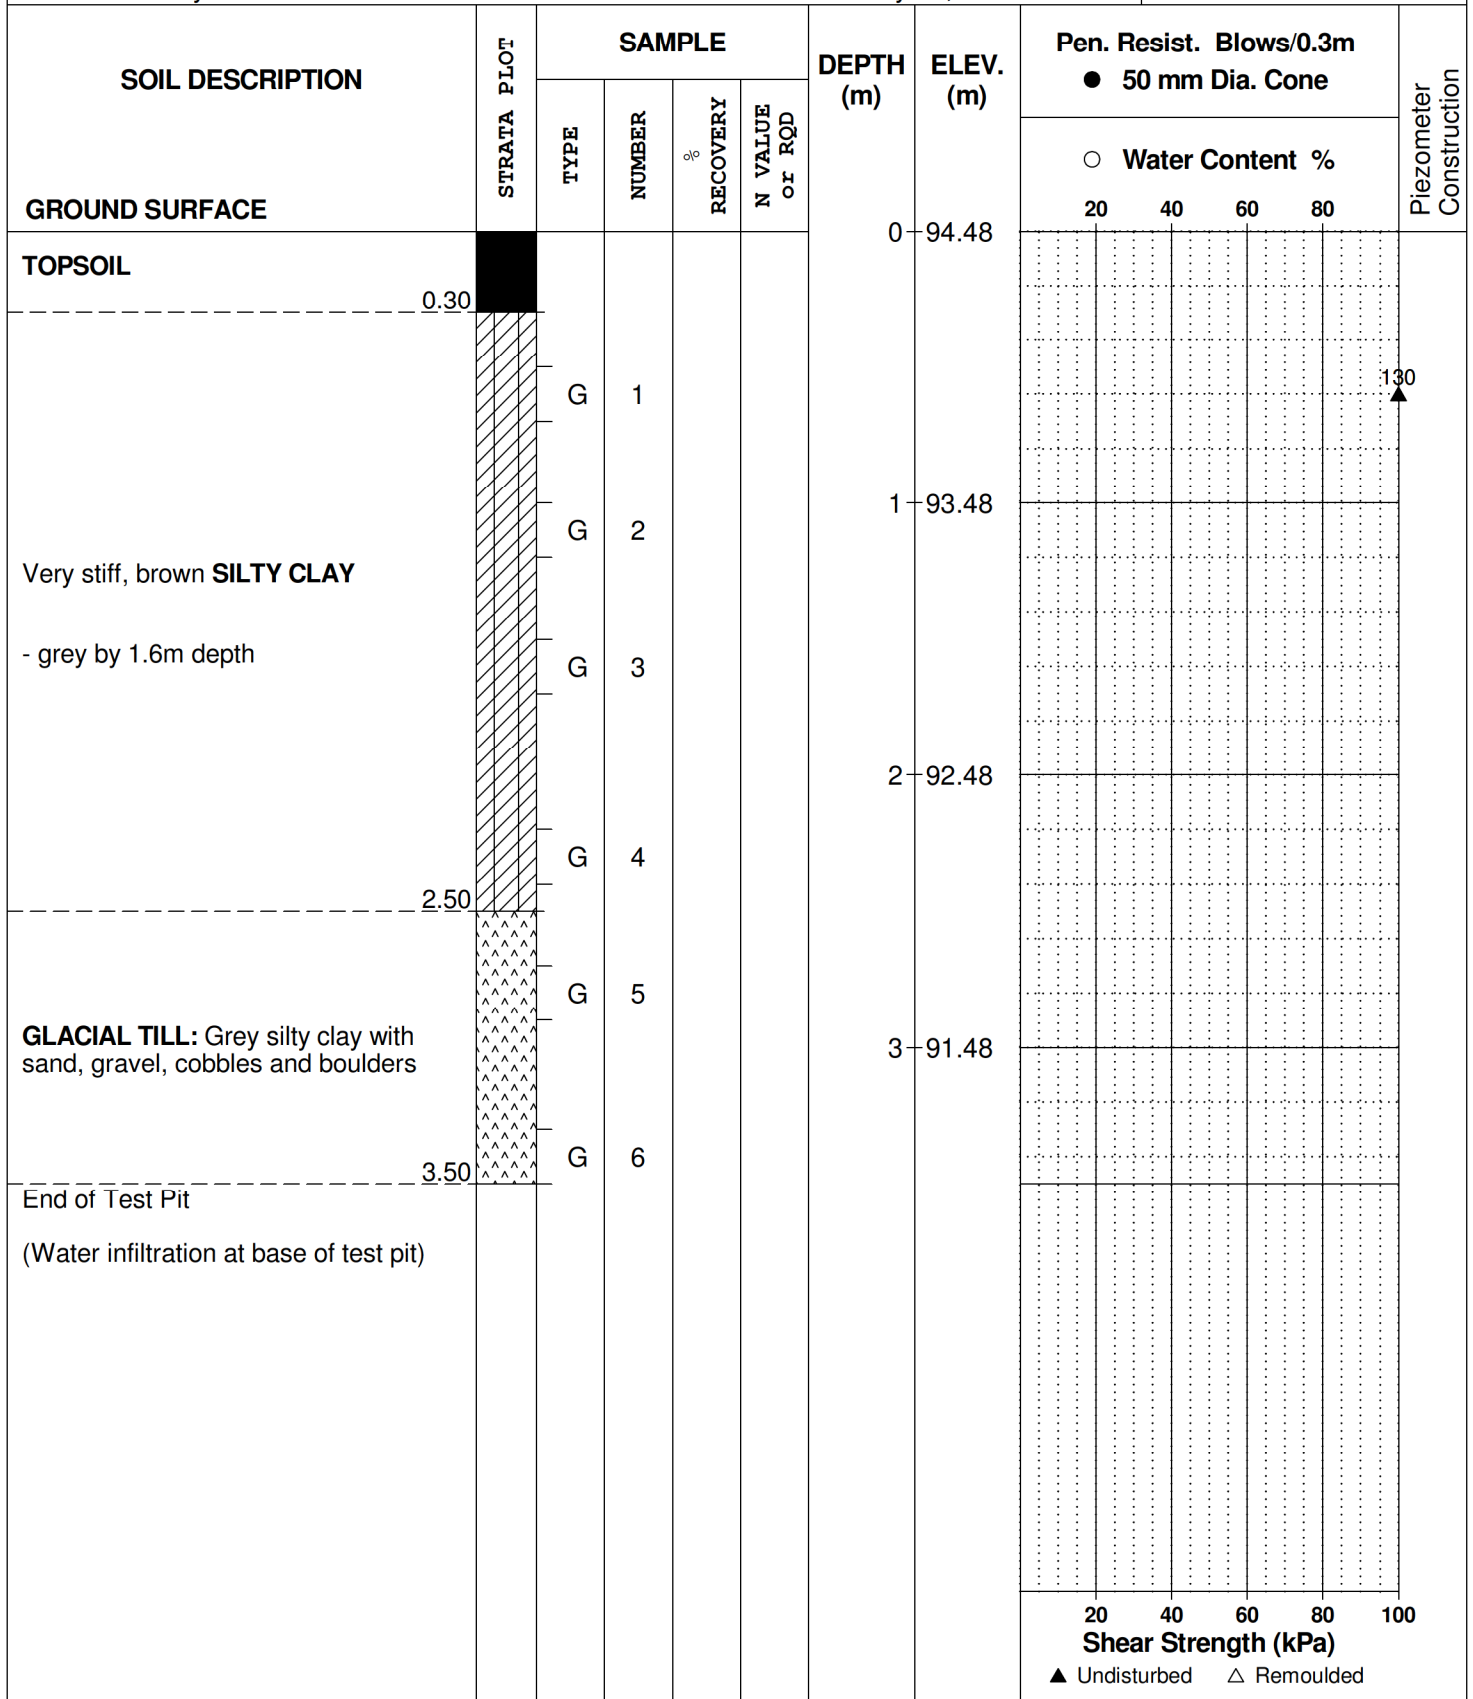 SOIL DESCRIPTION
GROUND SURFACE
STRATA PLOT
SAMPLE
TYPE
NUMBER
%
RECOVERY
N VALUE
or RQD
DEPTH
(m)
ELEV.
(m)
Pen. Resist. Blows/0.3m
● 50 mm Dia. Cone
○ Water Content %
20 40 60 80
Piezometer
Construction
0 94.48
TOPSOIL
0.30
130
G 1
1 93.48
G 2
Very stiff, brown SILTY CLAY
- grey by 1.6m depth
G 3
2 92.48
G 4
2.50
G 5
GLACIAL TILL: Grey silty clay with
sand, gravel, cobbles and boulders
3 91.48
G 6
3.50
End of Test Pit
(Water infiltration at base of test pit)
20 40 60 80 100
Shear Strength (kPa)
▲ Undisturbed △ Remoulded